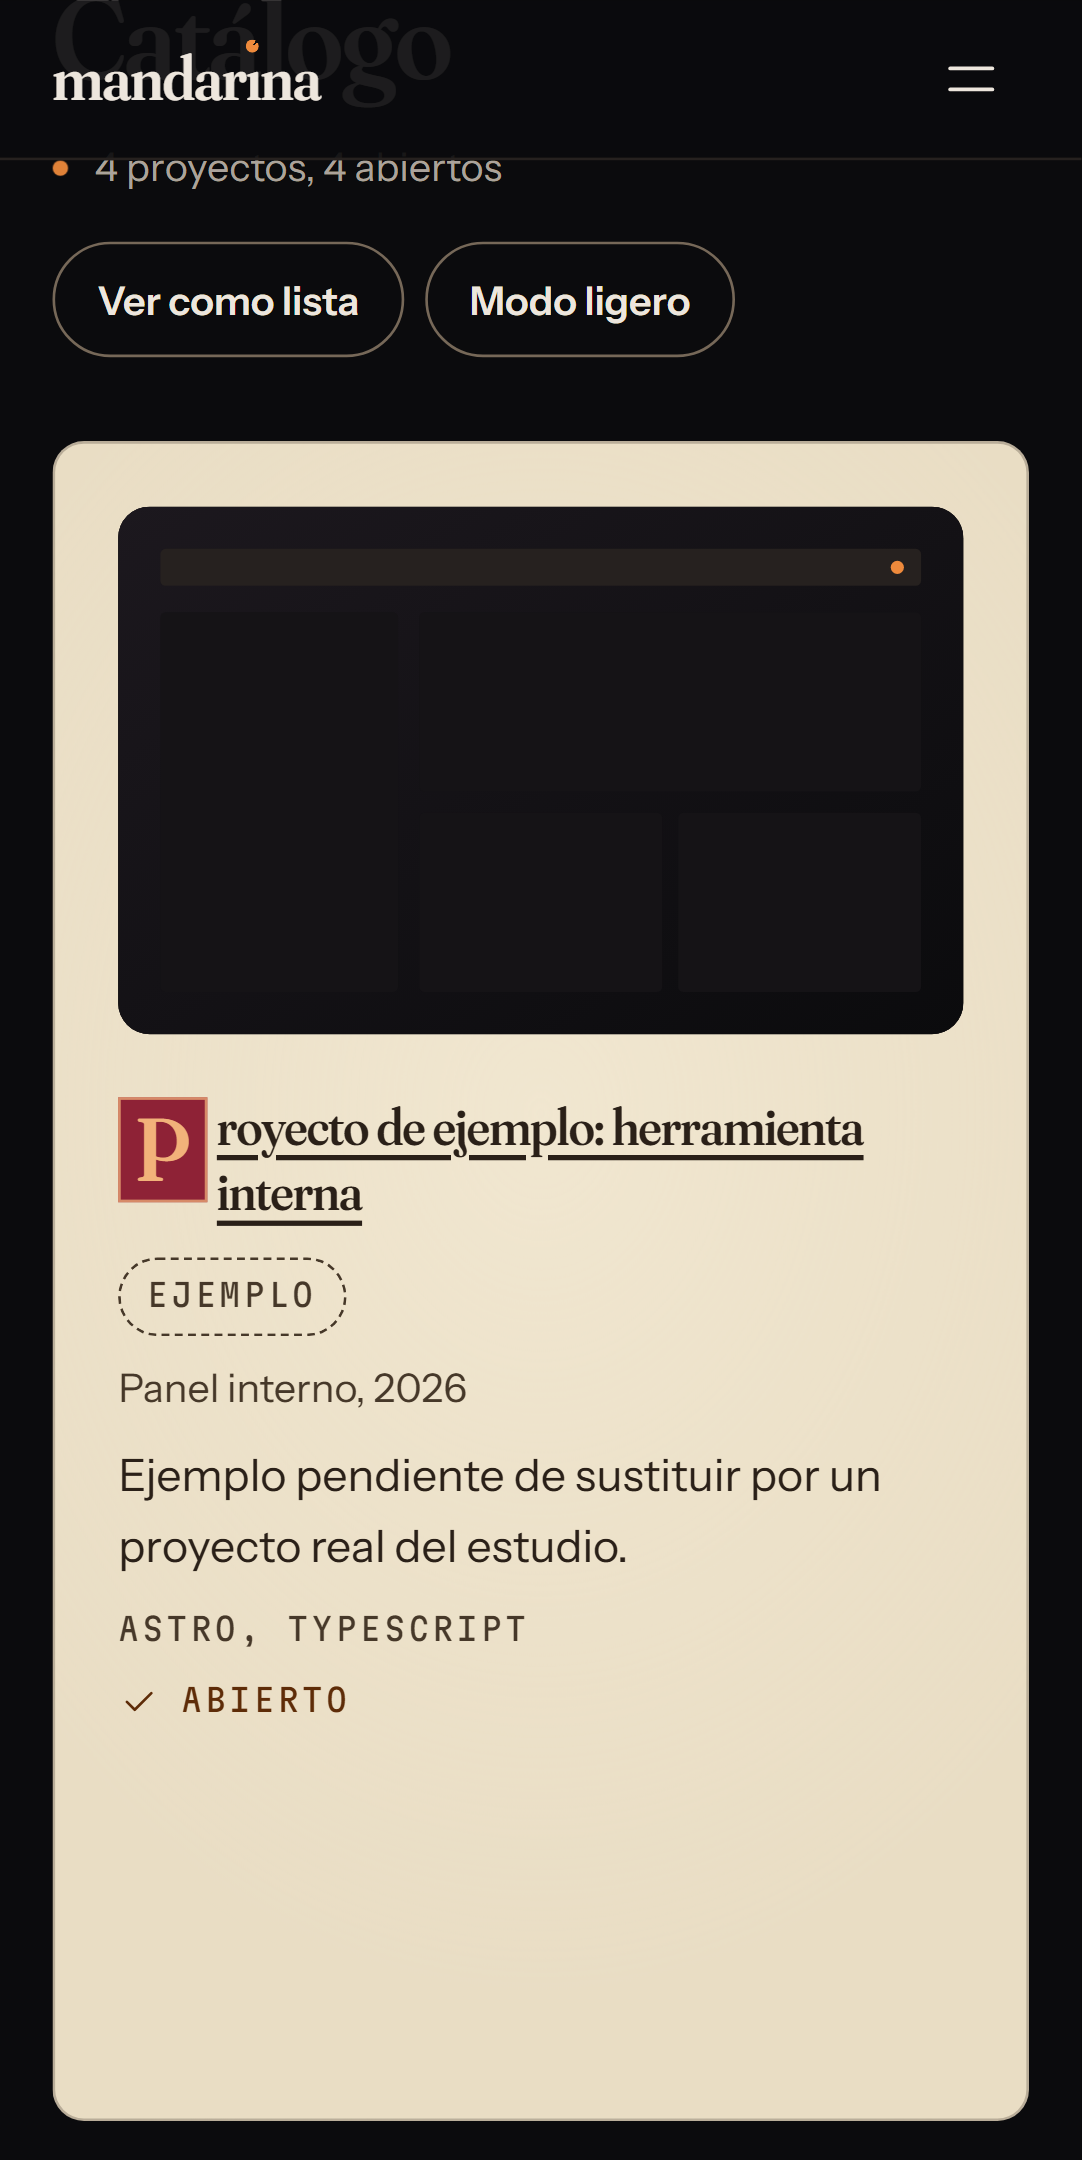 Catálogo
mandarina
4 proyectos, 4 abiertos
Ver como lista
Modo ligero
Proyecto de ejemplo: herramienta
interna
EJEMPLO
Panel interno, 2026
Ejemplo pendiente de sustituir por un
proyecto real del estudio.
ASTRO, TYPESCRIPT
ABIERTO